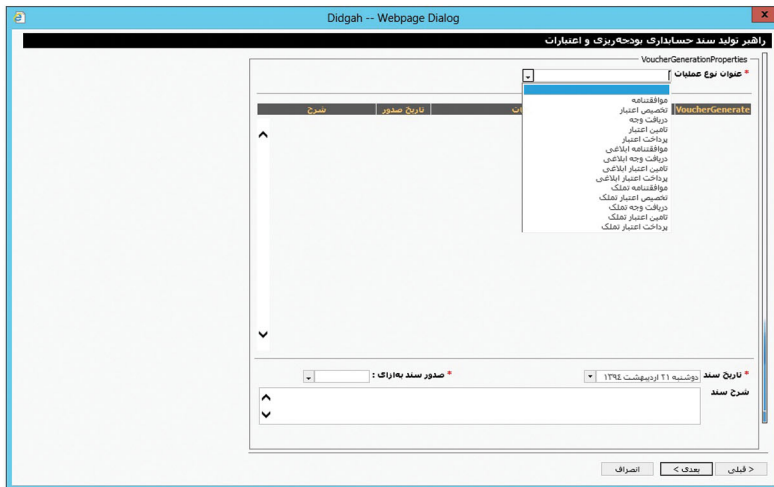 Didgah -- Webpage Dialog
x
راهبر تولید سند حسابداری بودجه‌ریزی و اعتبارات
VoucherGenerationProperties
* عنوان نوع عملیات
موافقتنامه
تخصیص اعتبار
دریافت وجه
تامین اعتبار
پرداخت اعتبار
موافقتنامه ابلاغی
دریافت وجه ابلاغی
تامین اعتبار ابلاغی
پرداخت اعتبار ابلاغی
موافقتنامه تملک
تخصیص اعتبار تملک
دریافت وجه تملک
تامین اعتبار تملک
پرداخت اعتبار تملک
VoucherGenerate ات تاریخ صدور شرح
* تاریخ سند دوشنبه ۲۱ اردیبهشت ۱۳۹۴ * صدور سند به‌ازای :
شرح سند
< قبلی بعدی > انصراف